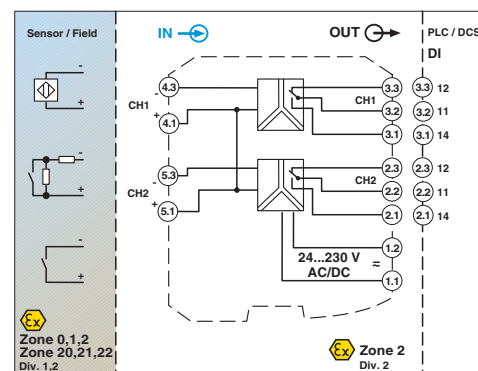 Sensor / Field
IN
OUT
PLC / DCS
DI
-
+
-
+
-
+
4.3
-
CH1
+
4.1
5.3
-
CH2
+
5.1
3.3
CH1
3.2
3.1
2.3
CH2
2.2
2.1
1.2
24...230 V
AC/DC
≈
1.1
3.3 12
3.2 11
3.1 14
2.3 12
2.2 11
2.1 14
Ex
Zone 0,1,2
Zone 20,21,22
Div. 1,2
Ex
Zone 2
Div. 2